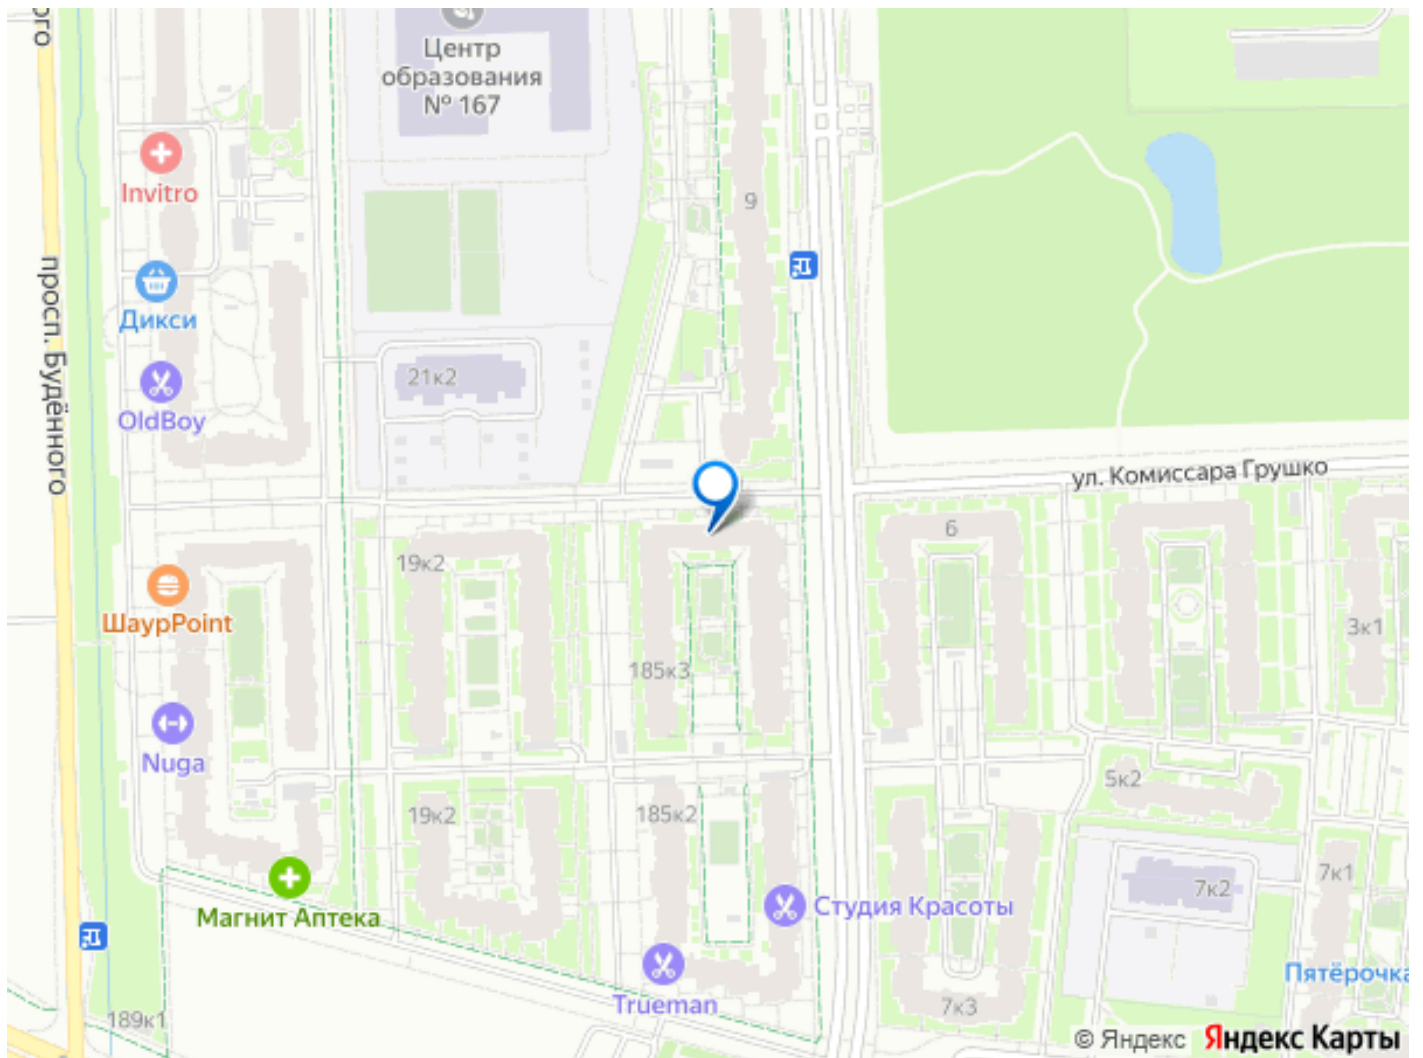 ого
Центр
образования
№ 167
Invitro
9
просп. Будённого
Дикси
21к2
OldBoy
ул. Комиссара Грушко
6
19к2
ШаурPoint
3к1
185к3
Nuga
5к2
19к2
185к2
7к1
7к2
Магнит Аптека
Студия Красоты
Trueman
Пятёрочка
7к3
189к1
© Яндекс Яндекс Карты